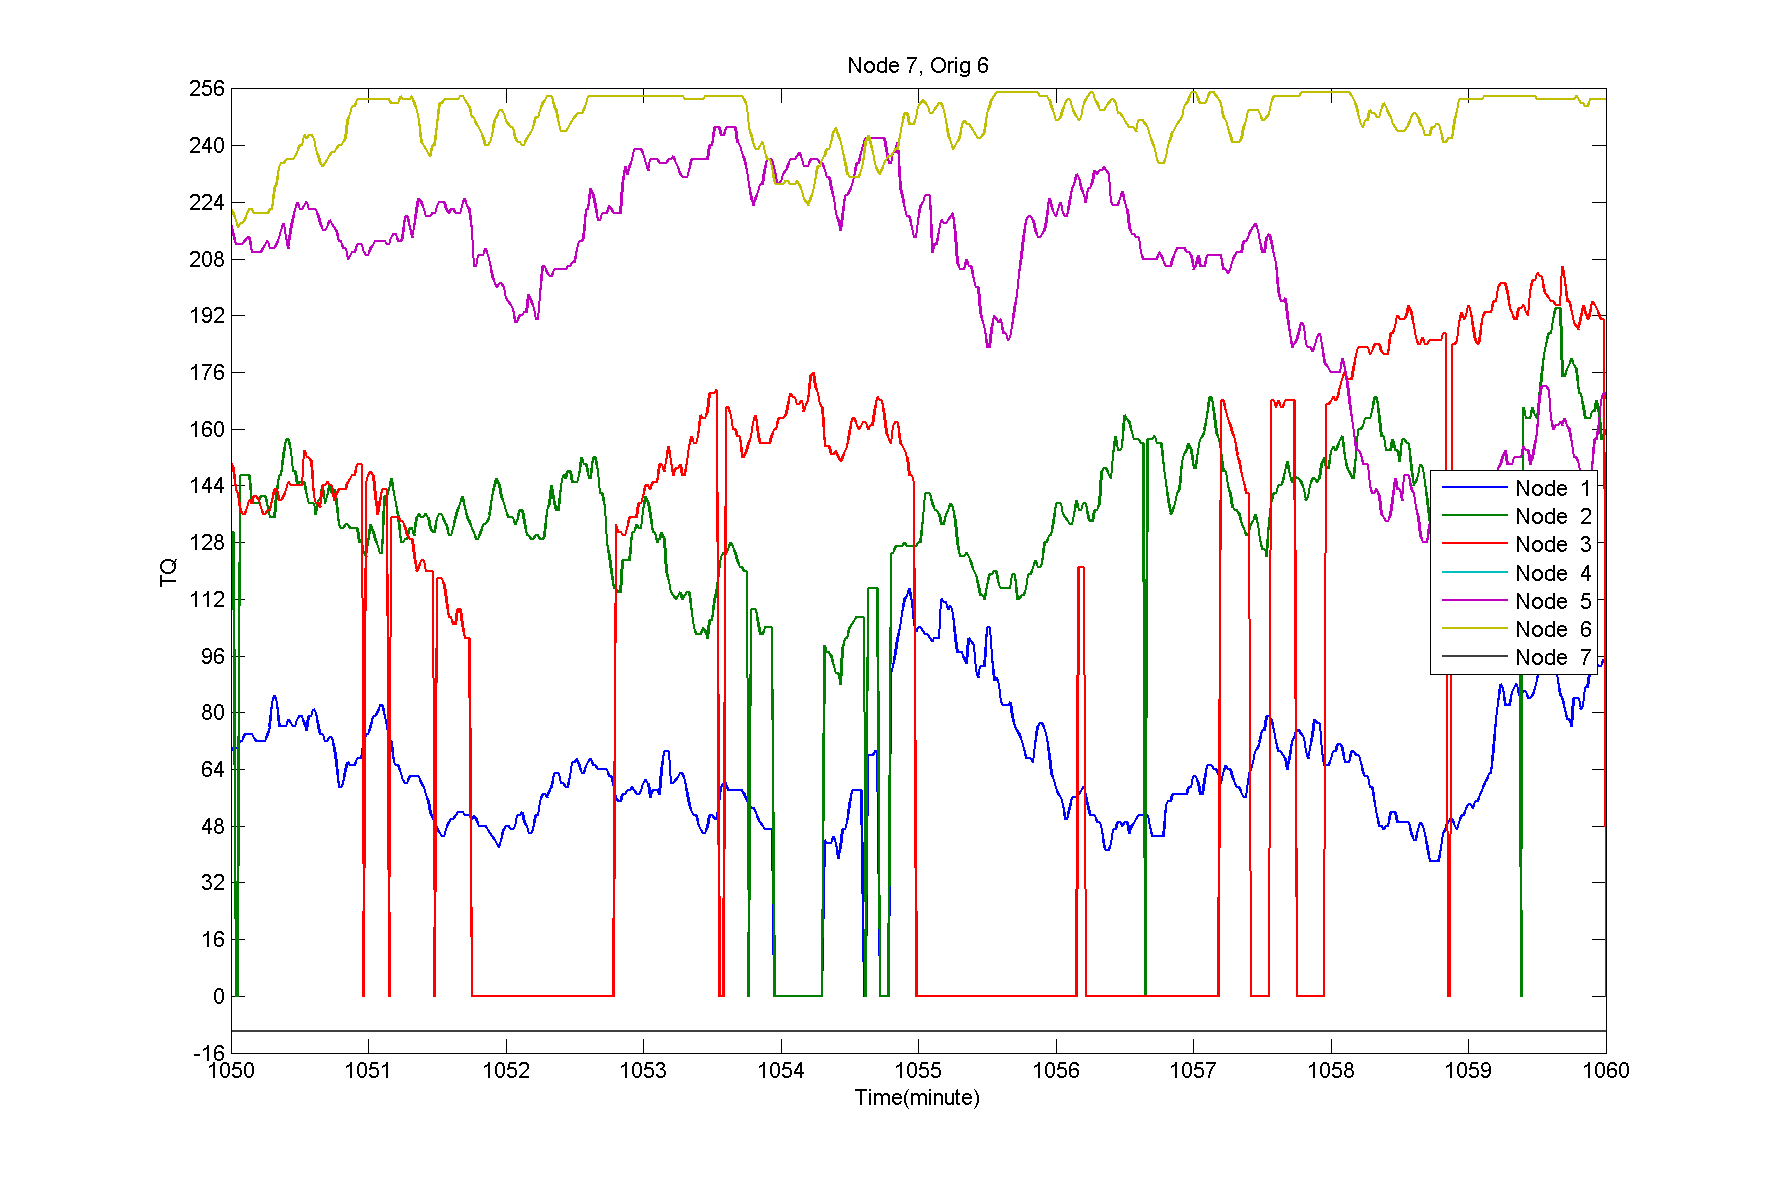 Node 7, Orig 6
256
240
224
208
192
176
160
144
128
112
96
80
64
48
32
16
0
-16
TQ
Node 1
Node 2
Node 3
Node 4
Node 5
Node 6
Node 7
1050 1051 1052 1053 1054 1055 1056 1057 1058 1059 1060
Time(minute)